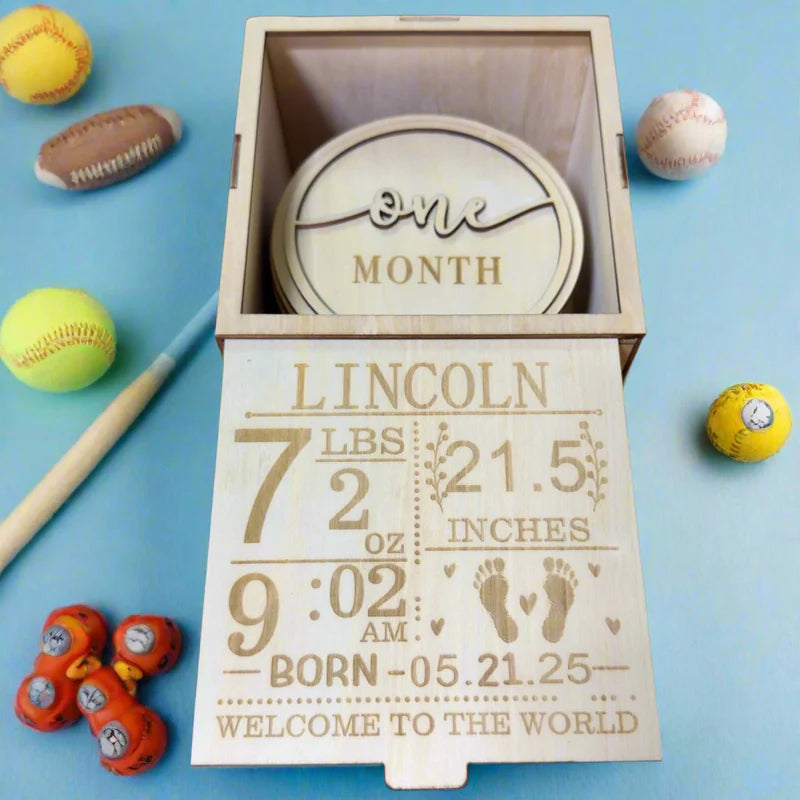 one
MONTH
LINCOLN
7 LBS
2
OZ
21.5
INCHES
9:02
AM
BORN - 05.21.25
WELCOME TO THE WORLD